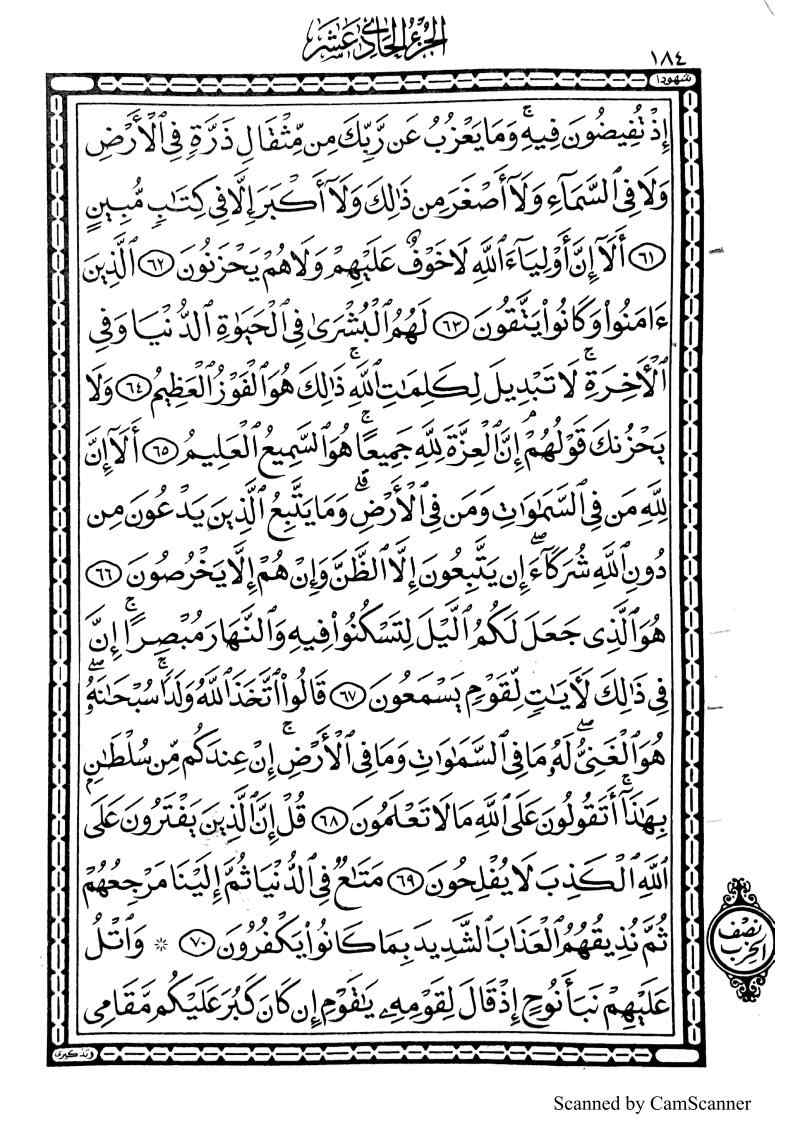 الجزء الحادي عشر
١٨٤
شهودا
إِذْ تُفِيضُونَ فِيهِ ۚ وَمَا يَعْزُبُ عَن رَّبِّكَ مِن مِّثْقَالِ ذَرَّةٍ فِي ٱلْأَرْضِ
وَلَا فِي ٱلسَّمَآءِ وَلَآ أَصْغَرَ مِن ذَٰلِكَ وَلَآ أَكْبَرَ إِلَّا فِي كِتَٰبٍ مُّبِينٍ
٦١ أَلَآ إِنَّ أَوْلِيَآءَ ٱللَّهِ لَا خَوْفٌ عَلَيْهِمْ وَلَا هُمْ يَحْزَنُونَ ٦٢ ٱلَّذِينَ
ءَامَنُوا۟ وَكَانُوا۟ يَتَّقُونَ ٦٣ لَهُمُ ٱلْبُشْرَىٰ فِي ٱلْحَيَوٰةِ ٱلدُّنْيَا وَفِي
ٱلْأَخِرَةِ ۚ لَا تَبْدِيلَ لِكَلِمَٰتِ ٱللَّهِ ۚ ذَٰلِكَ هُوَ ٱلْفَوْزُ ٱلْعَظِيمُ ٦٤ وَلَا
يَحْزُنكَ قَوْلُهُمْ ۘ إِنَّ ٱلْعِزَّةَ لِلَّهِ جَمِيعًا ۚ هُوَ ٱلسَّمِيعُ ٱلْعَلِيمُ ٦٥ أَلَآ إِنَّ
لِلَّهِ مَن فِي ٱلسَّمَٰوَٰتِ وَمَن فِي ٱلْأَرْضِ ۗ وَمَا يَتَّبِعُ ٱلَّذِينَ يَدْعُونَ مِن
دُونِ ٱللَّهِ شُرَكَآءَ ۖ إِن يَتَّبِعُونَ إِلَّا ٱلظَّنَّ وَإِنْ هُمْ إِلَّا يَخْرُصُونَ ٦٦
هُوَ ٱلَّذِي جَعَلَ لَكُمُ ٱلَّيْلَ لِتَسْكُنُوا۟ فِيهِ وَٱلنَّهَارَ مُبْصِرًا ۚ إِنَّ
فِي ذَٰلِكَ لَأَيَٰتٍ لِّقَوْمٍ يَسْمَعُونَ ٦٧ قَالُوا۟ ٱتَّخَذَ ٱللَّهُ وَلَدًا ۗ سُبْحَٰنَهُۥ ۖ
هُوَ ٱلْغَنِيُّ ۖ لَهُۥ مَا فِي ٱلسَّمَٰوَٰتِ وَمَا فِي ٱلْأَرْضِ ۚ إِنْ عِندَكُم مِّن سُلْطَٰنٍۭ
بِهَٰذَآ ۚ أَتَقُولُونَ عَلَى ٱللَّهِ مَا لَا تَعْلَمُونَ ٦٨ قُلْ إِنَّ ٱلَّذِينَ يَفْتَرُونَ عَلَى
ٱللَّهِ ٱلْكَذِبَ لَا يُفْلِحُونَ ٦٩ مَتَٰعٌ فِي ٱلدُّنْيَا ثُمَّ إِلَيْنَا مَرْجِعُهُمْ
ثُمَّ نُذِيقُهُمُ ٱلْعَذَابَ ٱلشَّدِيدَ بِمَا كَانُوا۟ يَكْفُرُونَ ٧٠ * وَٱتْلُ
عَلَيْهِمْ نَبَأَ نُوحٍ إِذْ قَالَ لِقَوْمِهِۦ يَٰقَوْمِ إِن كَانَ كَبُرَ عَلَيْكُم مَّقَامِي
نصف
الحزب
وتذكيرى
Scanned by CamScanner